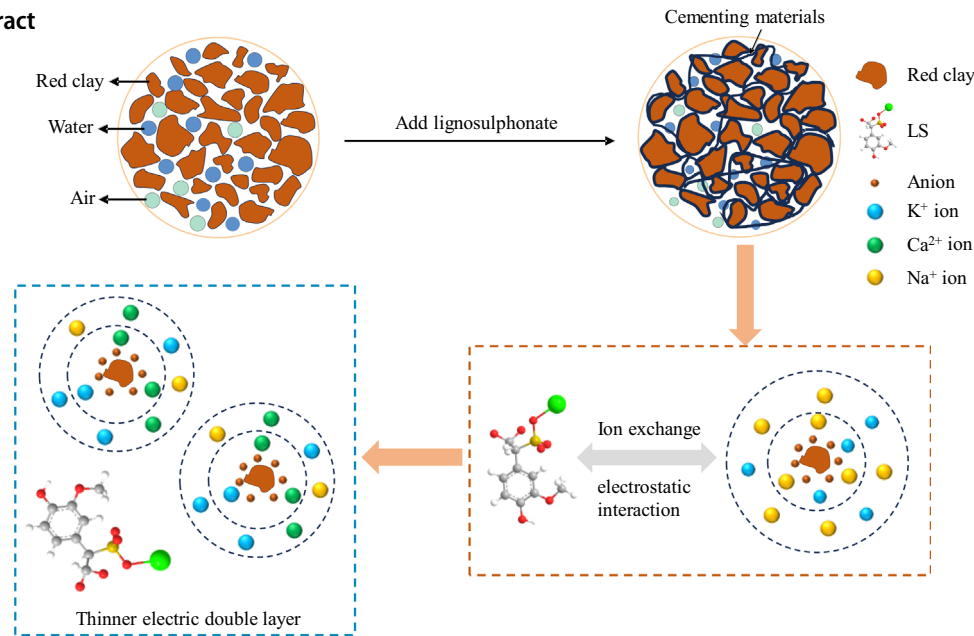 ract
Cementing materials
Red clay
Water
Air
Add lignosulphonate
Red clay
LS
Anion
K⁺ ion
Ca²⁺ ion
Na⁺ ion
Ion exchange
electrostatic
interaction
Thinner electric double layer